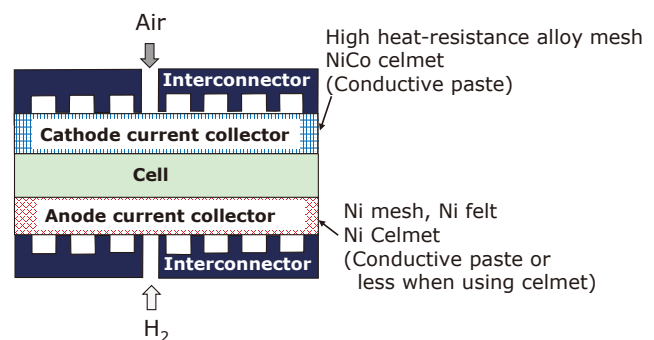 Air
High heat-resistance alloy mesh
NiCo celmet
(Conductive paste)
Interconnector
Cathode current collector
Cell
Anode current collector
Ni mesh, Ni felt
Ni Celmet
(Conductive paste or
less when using celmet)
Interconnector
H₂